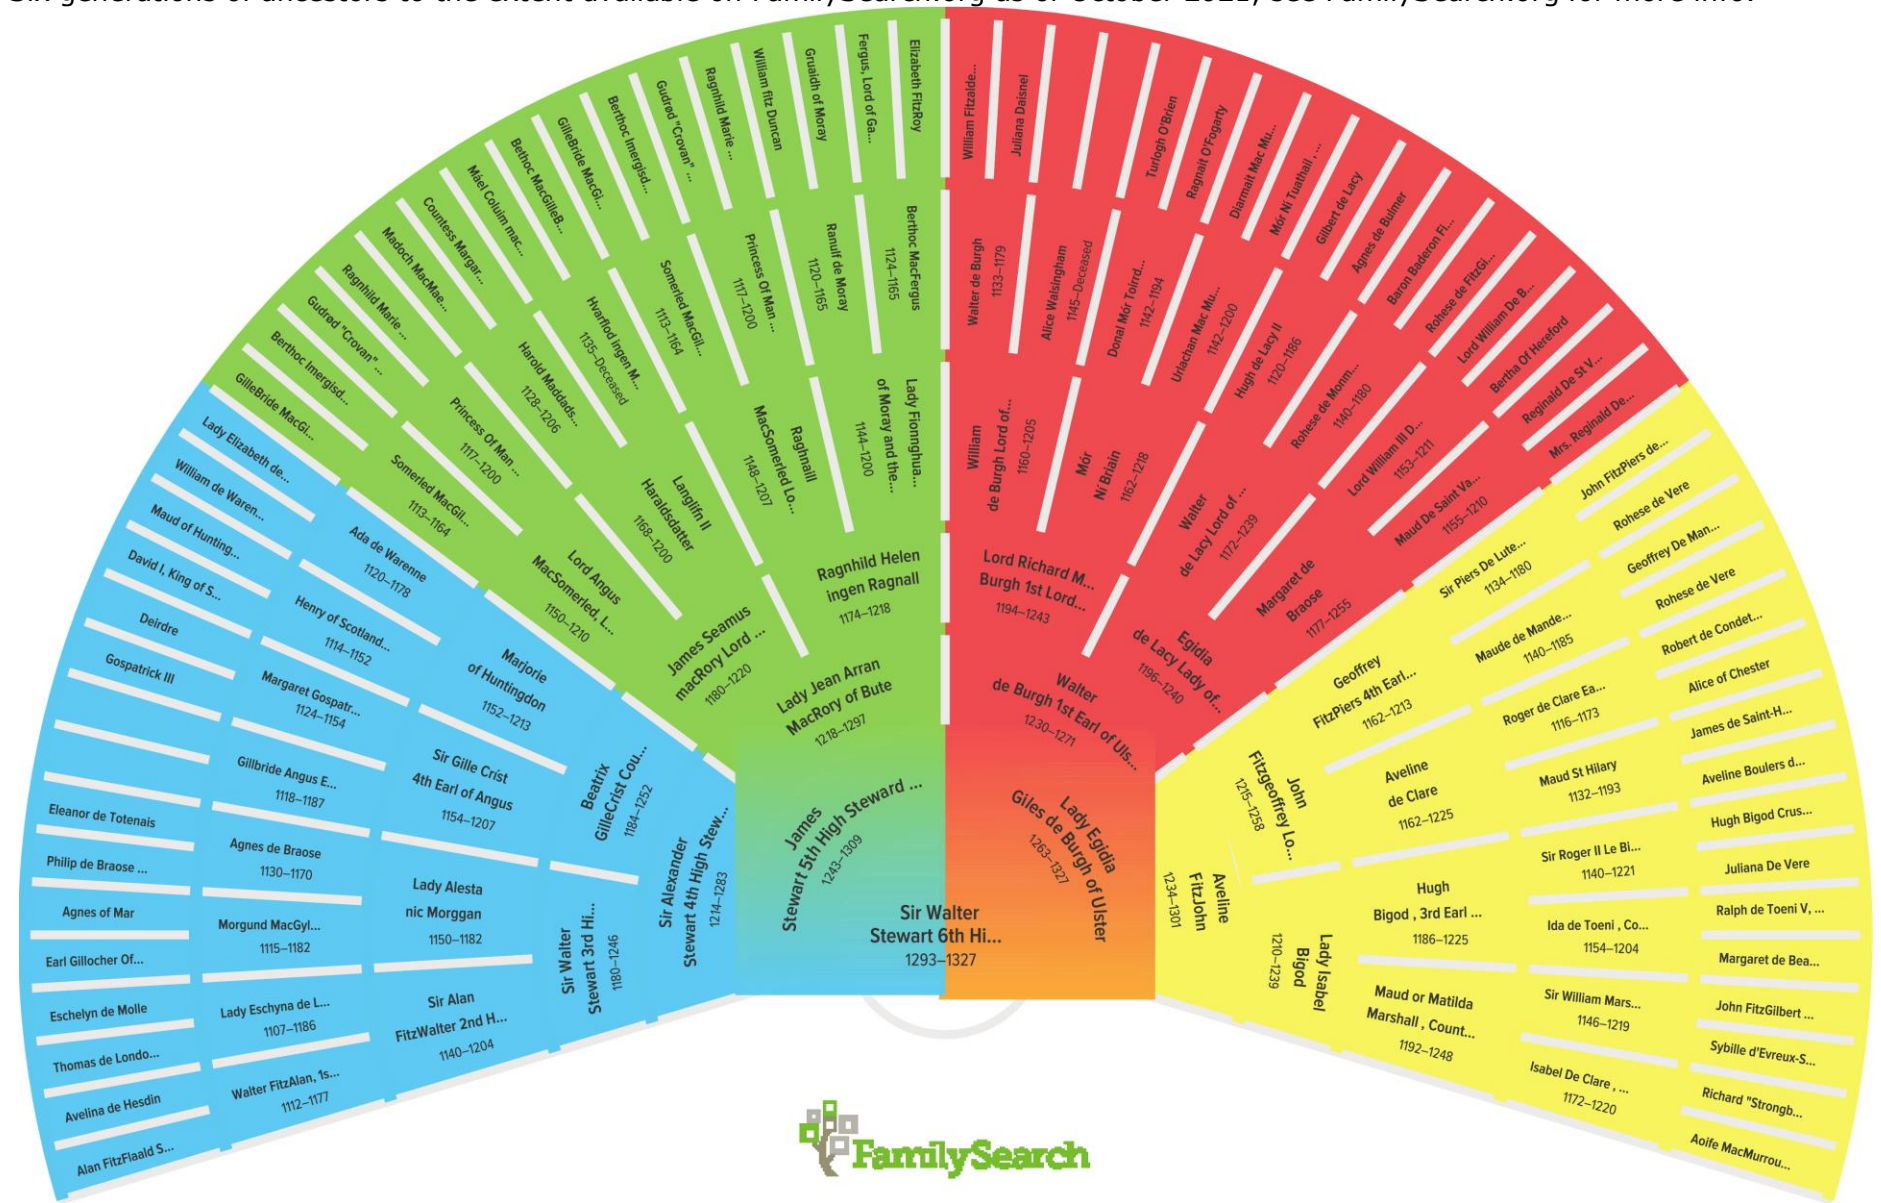 Six generations of ancestors to the extent available on FamilySearch.org as of October 2021; see FamilySearch.org for more info.
Sir Walter
Stewart 6th Hi...
1293–1327
James
Stewart 5th High Steward ...
1243–1309
Lady Egidia
Giles de Burgh of Ulster
1263–1327
Sir Alexander
Stewart 4th High Stew...
1214–1283
Lady Jean Arran
MacRory of Bute
1218–1297
Walter
de Burgh 1st Earl of Uls...
1230–1271
Aveline
FitzJohn
1234–1301
Sir Walter
Stewart 3rd Hi...
1180–1246
Beatrix
GilleCrist Cou...
1184–1252
James Seamus
macRory Lord ...
1180–1220
Ragnhild Helen
ingen Ragnall
1174–1218
Lord Richard M...
Burgh 1st Lord...
1194–1243
Egidia
de Lacy Lady of...
1196–1240
John
Fitzgeoffrey Lo...
1215–1258
Lady Isabel
Bigod
1210–1239
Sir Alan
FitzWalter 2nd H...
1140–1204
Lady Alesta
nic Morggan
1150–1182
Sir Gille Críst
4th Earl of Angus
1154–1207
Marjorie
of Huntingdon
1152–1213
Lord Angus
MacSomerled, L...
1150–1210
Langlifn II
Haraldsdatter
1168–1200
Raghnaill
MacSomerled Lo...
1148–1207
Lady Fionnghua...
of Moray and the...
1144–1200
William
de Burgh Lord of...
1160–1205
Mór
Ní Briain
1162–1218
Walter
de Lacy Lord of ...
1172–1239
Margaret de
Braose
1177–1255
Geoffrey
FitzPiers 4th Earl...
1162–1213
Aveline
de Clare
1162–1225
Hugh
Bigod , 3rd Earl ...
1186–1225
Maud or Matilda
Marshall , Count...
1192–1248
Walter FitzAlan, 1s...
1112–1177
Lady Eschyna de L...
1107–1186
Morgund MacGyl...
1115–1182
Agnes de Braose
1130–1170
Gillbride Angus E...
1118–1187
Margaret Gospatr...
1124–1154
Henry of Scotland...
1114–1152
Ada de Warenne
1120–1178
Somerled MacGil...
1113–1164
Princess Of Man ...
1117–1200
Harold Maddads...
1128–1206
Hvarflod ingen M...
1135–Deceased
Somerled MacGil...
1113–1164
Princess Of Man ...
1117–1200
Ranulf de Moray
1120–1165
Berthoc MacFergus
1124–1165
Walter de Burgh
1133–1179
Alice Walsingham
1145–Deceased
Donal Mór Toirrd...
1142–1194
Urlachan Mac Mu...
1142–1200
Hugh de Lacy II
1120–1186
Rohese de Monm...
1140–1180
Lord William III D...
1153–1211
Maud De Saint Va...
1155–1210
Sir Piers De Lute...
1134–1180
Maude de Mande...
1140–1185
Roger de Clare Ea...
1116–1173
Maud St Hilary
1132–1193
Sir Roger II Le Bi...
1140–1221
Ida de Toeni , Co...
1154–1204
Sir William Mars...
1146–1219
Isabel De Clare , ...
1172–1220
Alan FitzFlaald S...
Avelina de Hesdin
Thomas de Londo...
Eschelyn de Molle
Earl Gillocher Of...
Agnes of Mar
Philip de Braose ...
Eleanor de Totenais
Gospatrick III
Deirdre
David I, King of S...
Maud of Hunting...
William de Waren...
Lady Elizabeth de...
GilleBride MacGi...
Berthoc Imergisd...
Gudrød "Crovan" ...
Ragnhild Marie ...
Madoch MacMae...
Countess Margar...
Máel Coluim mac...
Bethoc MacGilleB...
GilleBride MacGi...
Berthoc Imergisd...
Gudrød "Crovan" ...
Ragnhild Marie ...
William fitz Duncan
Gruaidh of Moray
Fergus, Lord of Ga...
Elizabeth FitzRoy
William Fitzalde...
Juliana Daisnel
Turlogh O'Brien
Ragnait O'Fogarty
Diarmait Mac Mu...
Mór Ní Tuathail , ...
Gilbert de Lacy
Agnes de Bulmer
Baron Baderon Fi...
Rohese de FitzGi...
Lord William De B...
Bertha Of Hereford
Reginald De St V...
Mrs. Reginald De...
John FitzPiers de...
Rohese de Vere
Geoffrey De Man...
Rohese de Vere
Robert de Condet...
Alice of Chester
James de Saint-H...
Aveline Boulers d...
Hugh Bigod Crus...
Juliana De Vere
Ralph de Toeni V, ...
Margaret de Bea...
John FitzGilbert ...
Sybille d'Evreux-S...
Richard "Strongb...
Aoife MacMurrou...
FamilySearch